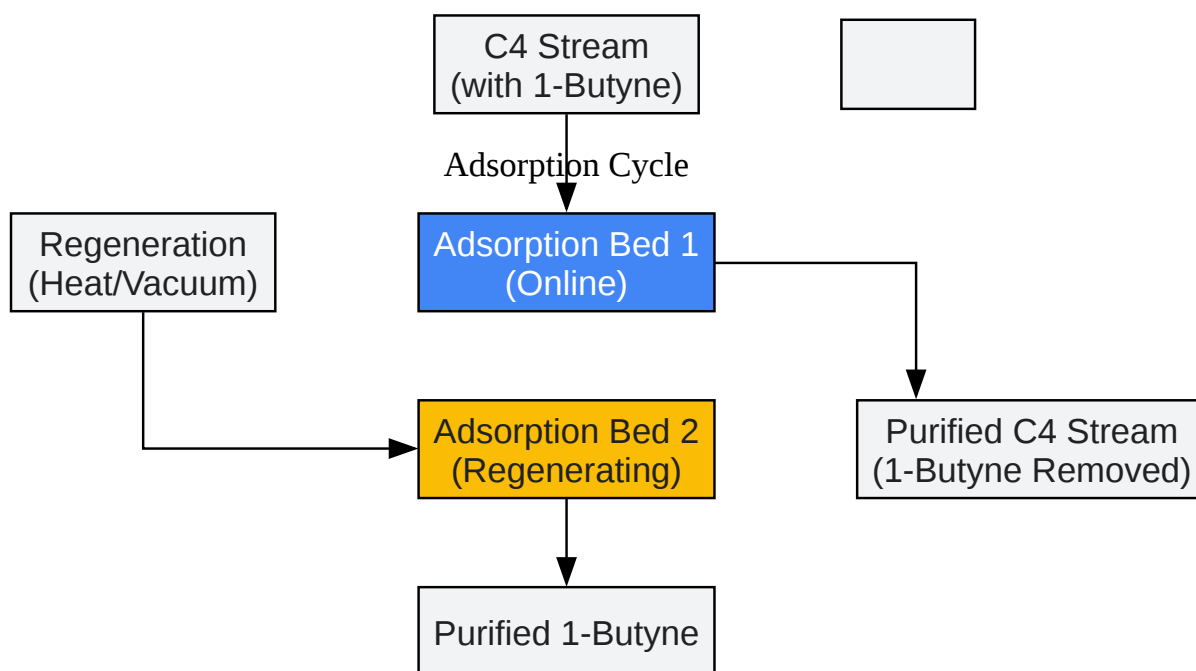 C4 Stream
(with 1-Butyne)
Adsorption Cycle
Regeneration
(Heat/Vacuum)
Adsorption Bed 1
(Online)
Adsorption Bed 2
(Regenerating)
Purified C4 Stream
(1-Butyne Removed)
Purified 1-Butyne